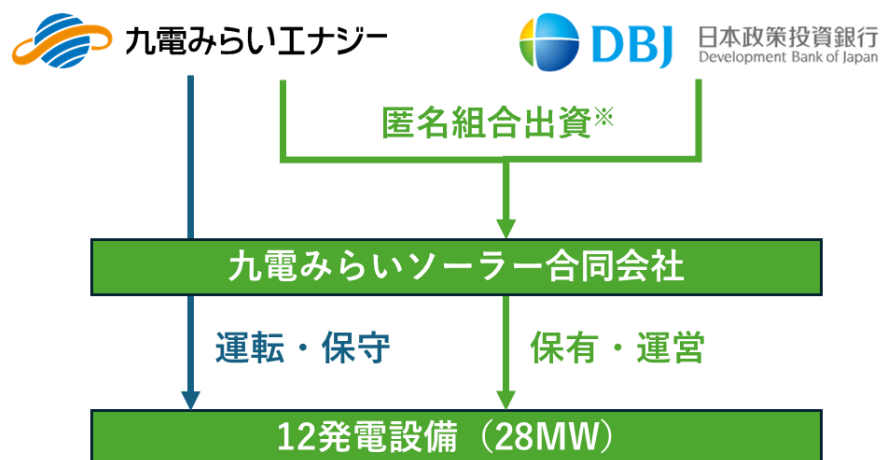 九電みらいエナジー
DBJ 日本政策投資銀行
Development Bank of Japan
匿名組合出資※
九電みらいソーラー合同会社
運転・保守
保有・運営
12発電設備（28MW）